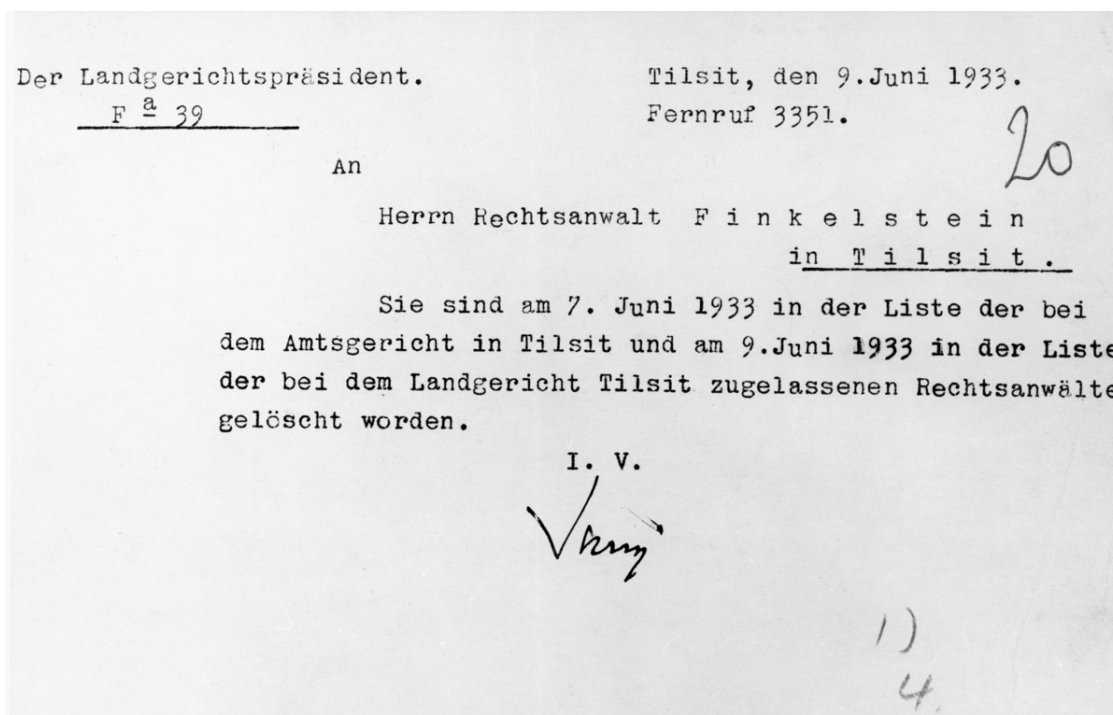 Der Landgerichtspräsident.
Tilsit, den 9.Juni 1933.
F a 39
Fernruf 3351.
20
An
Herrn Rechtsanwalt F i n k e l s t e i n
in T i l s i t .
Sie sind am 7. Juni 1933 in der Liste der bei
dem Amtsgericht in Tilsit und am 9.Juni 1933 in der Liste
der bei dem Landgericht Tilsit zugelassenen Rechtsanwälte
gelöscht worden.
I. V.
1)
4.